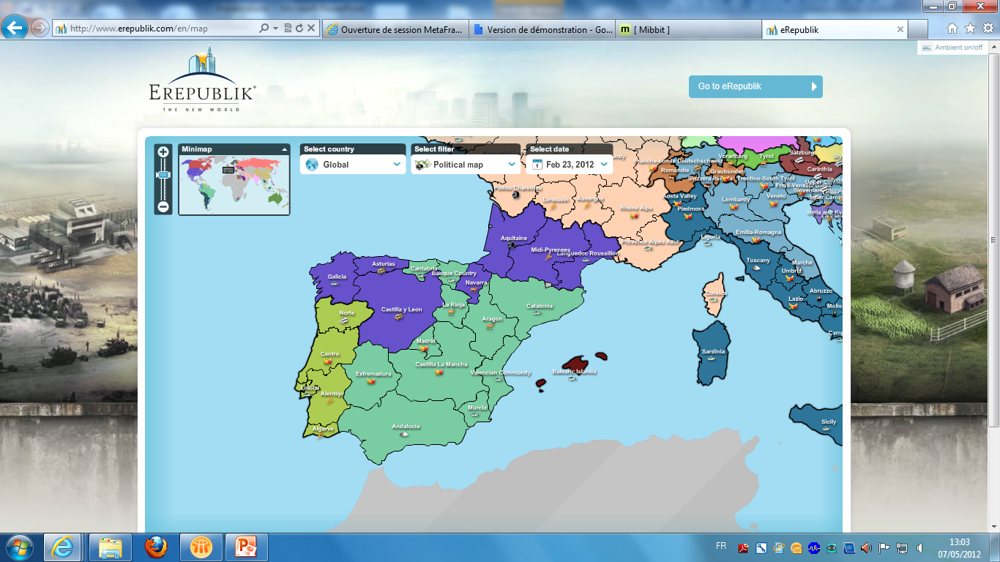 http://www.erepublik.com/en/map
Ouverture de session MetaFra...
Version de démonstration - Go...
[ Mibbit ]
eRepublik
Ambient on/off
EREPUBLIK
THE NEW WORLD
Go to eRepublik
Minimap
Select country
Global
Select filter
Political map
Select date
Feb 23, 2012
Franche-comte
Deutschschweiz
Romandie
Graubunden
Svizzera italiana
Vorarlberg
Tyrol
Salzburg
Carinthia
Trentino-South Tyrol
Friuli-Venezia Giulia
Poitou Charentes
Limousin
Auvergne
Rhone Alps
Aosta Valley
Piedmont
Lombardy
Veneto
Emilia-Romagna
Liguria
Provence Alpes Azur
Aquitaine
Midi-Pyrenees
Languedoc Roussillon
Tuscany
Marche
Umbria
Abruzzo
Lazio
Molis
Camp
Corsica
Sardinia
Sicily
Galicia
Asturias
Cantabria
Basque Country
Navarra
Castilla y Leon
La Rioja
Aragon
Catalonia
Norte
Centro
Lisboa
Alentejo
Algarve
Madrid
Extremadura
Castilla La Mancha
Valencian Community
Balearic Islands
Murcia
Andalucia
FR
13:03
07/05/2012